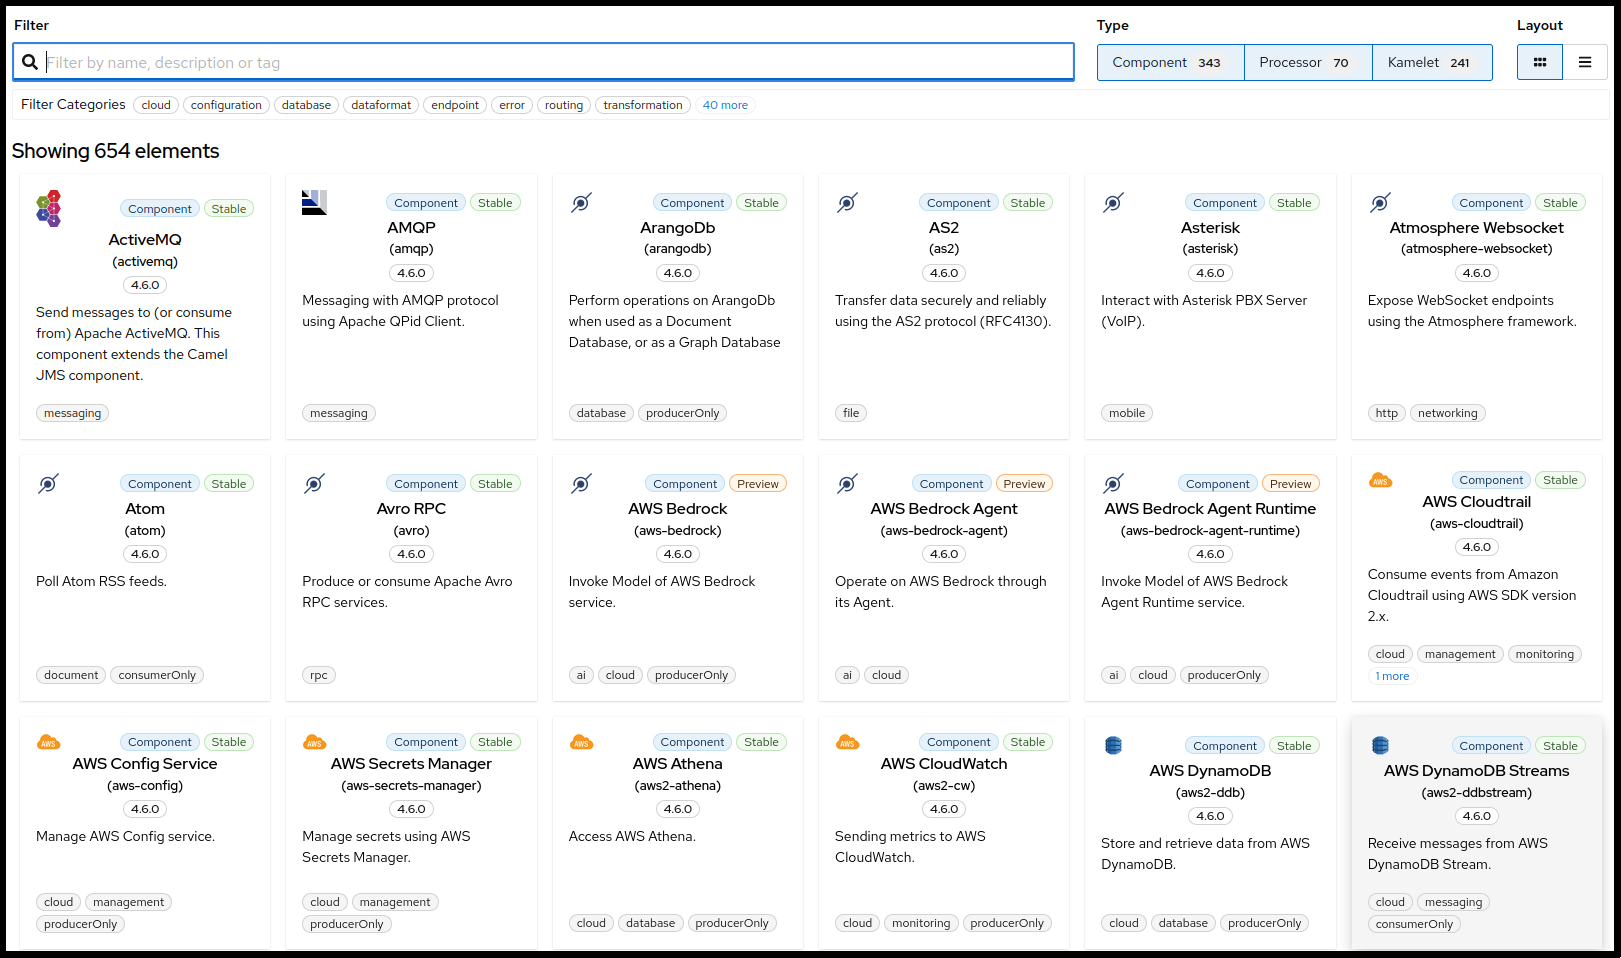 Filter
Type
Layout
Filter by name, description or tag
Component 343
Processor 70
Kamelet 241
Filter Categories cloud configuration database dataformat endpoint error routing transformation 40 more
Showing 654 elements
Component Stable
ActiveMQ
(activemq)
4.6.0
Send messages to (or consume
from) Apache ActiveMQ. This
component extends the Camel
JMS component.
messaging
Component Stable
AMQP
(amqp)
4.6.0
Messaging with AMQP protocol
using Apache QPid Client.
messaging
Component Stable
ArangoDb
(arangodb)
4.6.0
Perform operations on ArangoDb
when used as a Document
Database, or as a Graph Database
database producerOnly
Component Stable
AS2
(as2)
4.6.0
Transfer data securely and reliably
using the AS2 protocol (RFC4130).
file
Component Stable
Asterisk
(asterisk)
4.6.0
Interact with Asterisk PBX Server
(VoIP).
mobile
Component Stable
Atmosphere Websocket
(atmosphere-websocket)
4.6.0
Expose WebSocket endpoints
using the Atmosphere framework.
http networking
Component Stable
Atom
(atom)
4.6.0
Poll Atom RSS feeds.
document consumerOnly
Component Stable
Avro RPC
(avro)
4.6.0
Produce or consume Apache Avro
RPC services.
rpc
Component Preview
AWS Bedrock
(aws-bedrock)
4.6.0
Invoke Model of AWS Bedrock
service.
ai cloud producerOnly
Component Preview
AWS Bedrock Agent
(aws-bedrock-agent)
4.6.0
Operate on AWS Bedrock through
its Agent.
ai cloud
Component Preview
AWS Bedrock Agent Runtime
(aws-bedrock-agent-runtime)
4.6.0
Invoke Model of AWS Bedrock
Agent Runtime service.
ai cloud producerOnly
AWS Component Stable
AWS Cloudtrail
(aws-cloudtrail)
4.6.0
Consume events from Amazon
Cloudtrail using AWS SDK version
2.x.
cloud management monitoring
1 more
AWS Component Stable
AWS Config Service
(aws-config)
4.6.0
Manage AWS Config service.
cloud management
producerOnly
AWS Component Stable
AWS Secrets Manager
(aws-secrets-manager)
4.6.0
Manage secrets using AWS
Secrets Manager.
cloud management
producerOnly
AWS Component Stable
AWS Athena
(aws2-athena)
4.6.0
Access AWS Athena.
cloud database producerOnly
AWS Component Stable
AWS CloudWatch
(aws2-cw)
4.6.0
Sending metrics to AWS
CloudWatch.
cloud monitoring producerOnly
Component Stable
AWS DynamoDB
(aws2-ddb)
4.6.0
Store and retrieve data from AWS
DynamoDB.
cloud database producerOnly
Component Stable
AWS DynamoDB Streams
(aws2-ddbstream)
4.6.0
Receive messages from AWS
DynamoDB Stream.
cloud messaging
consumerOnly